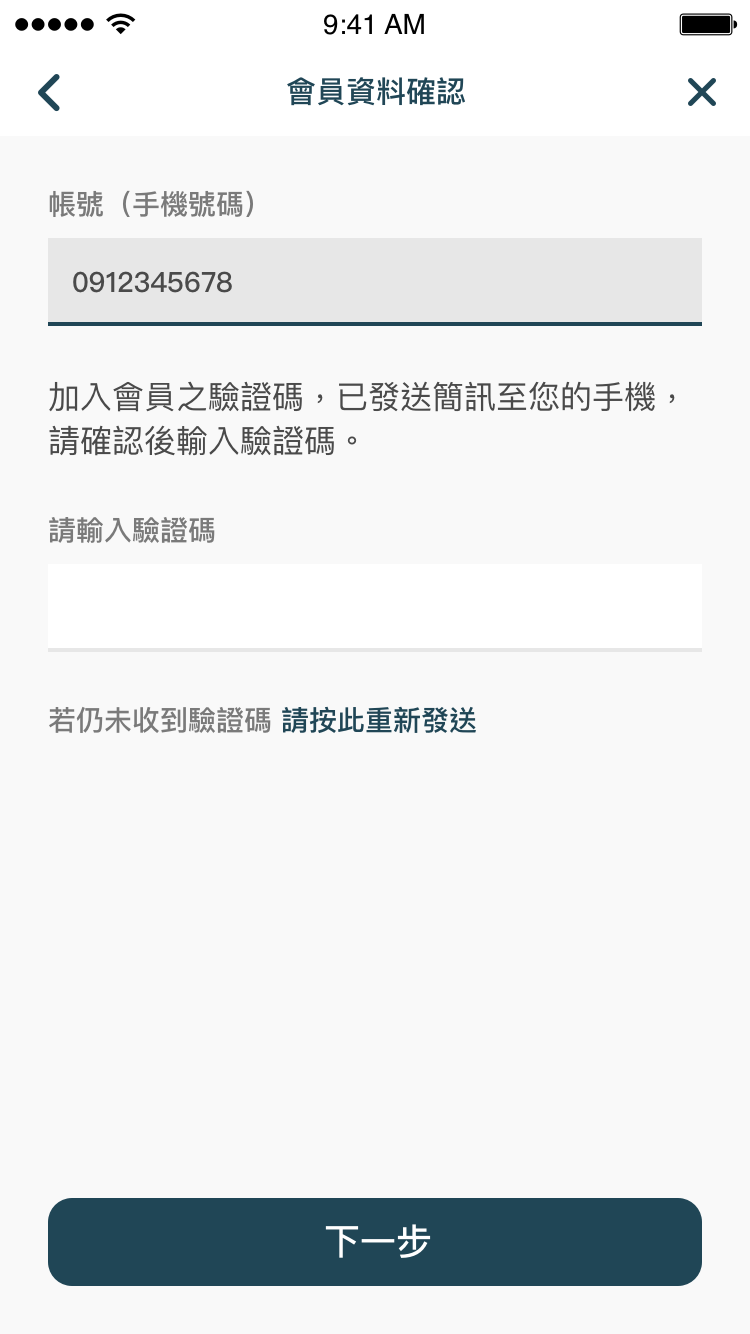 9:41 AM
會員資料確認
帳號（手機號碼）
0912345678
加入會員之驗證碼，已發送簡訊至您的手機，
請確認後輸入驗證碼。
請輸入驗證碼
若仍未收到驗證碼 請按此重新發送
下一步